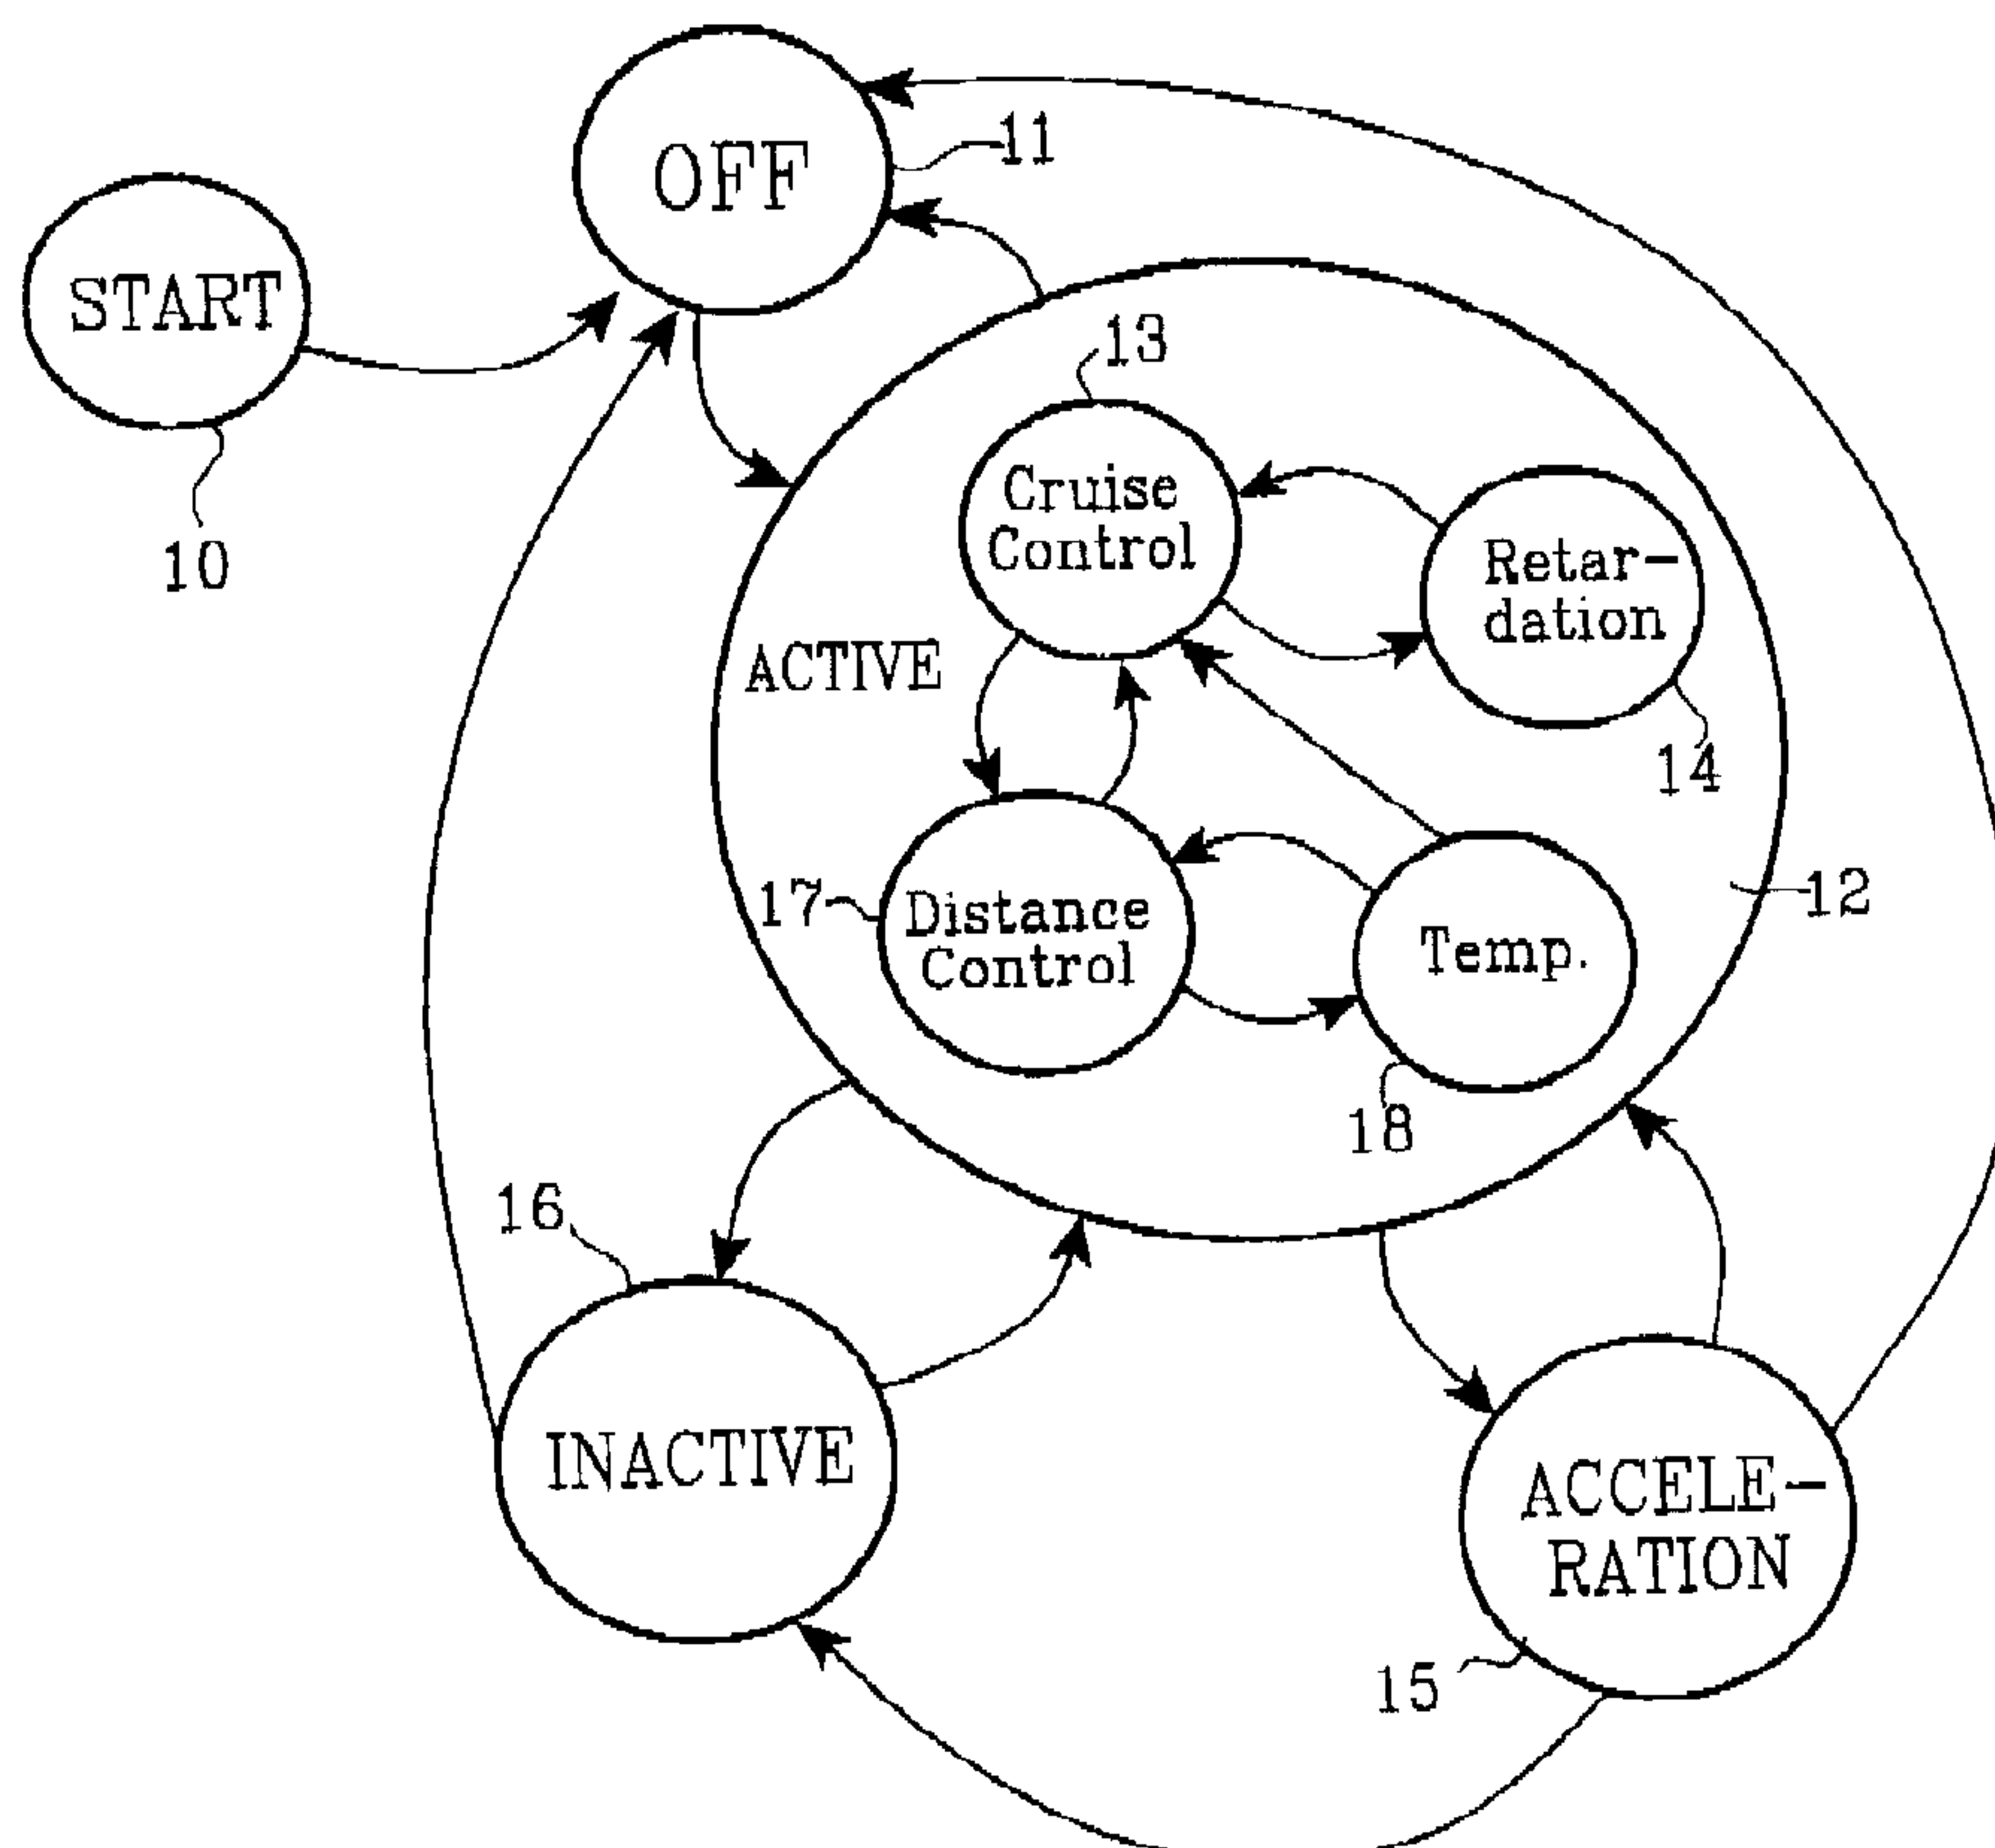 OFF
11
START
10
13
Cruise
Control
Retar-
dation
14
ACTIVE
12
17
Distance
Control
Temp.
18
16
INACTIVE
ACCELE-
RATION
15